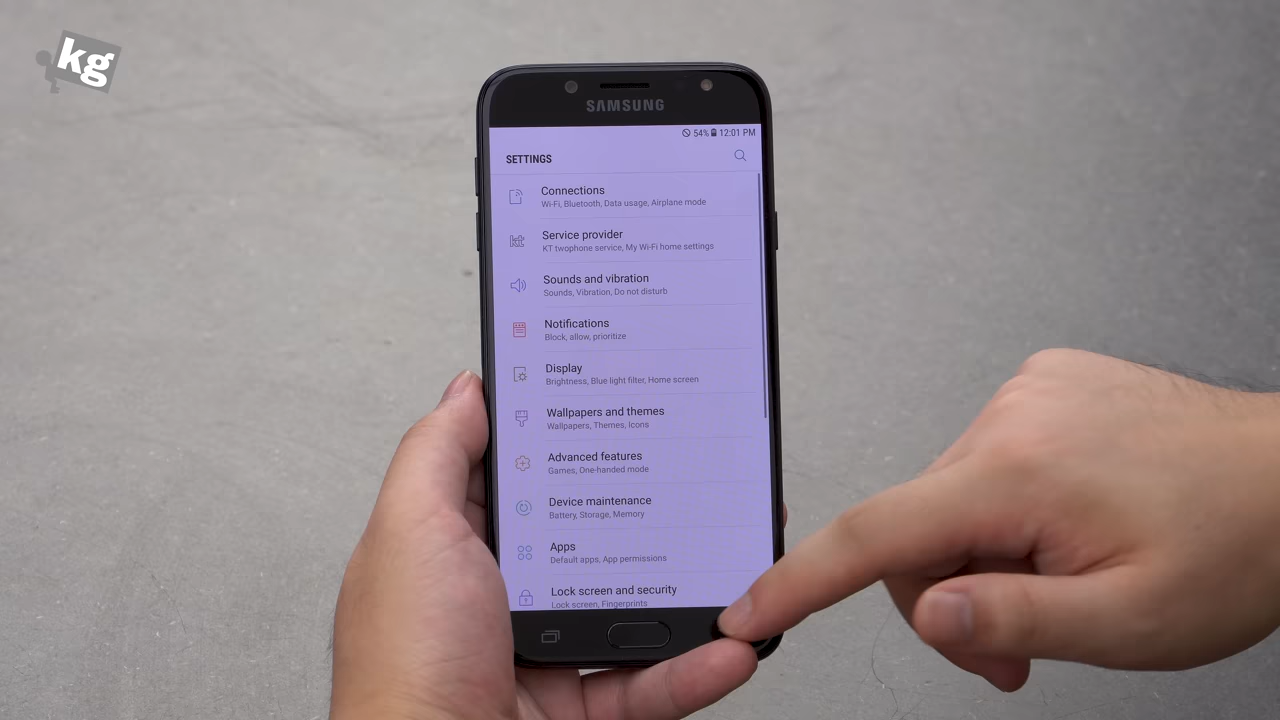 kg
SAMSUNG
54% 12:01 PM
SETTINGS
Connections
Wi-Fi, Bluetooth, Data usage, Airplane mode
Service provider
KT twophone service, My Wi-Fi home settings
Sounds and vibration
Sounds, Vibration, Do not disturb
Notifications
Block, allow, prioritize
Display
Brightness, Blue light filter, Home screen
Wallpapers and themes
Wallpapers, Themes, Icons
Advanced features
Games, One-handed mode
Device maintenance
Battery, Storage, Memory
Apps
Default apps, App permissions
Lock screen and security
Lock screen, Fingerprints